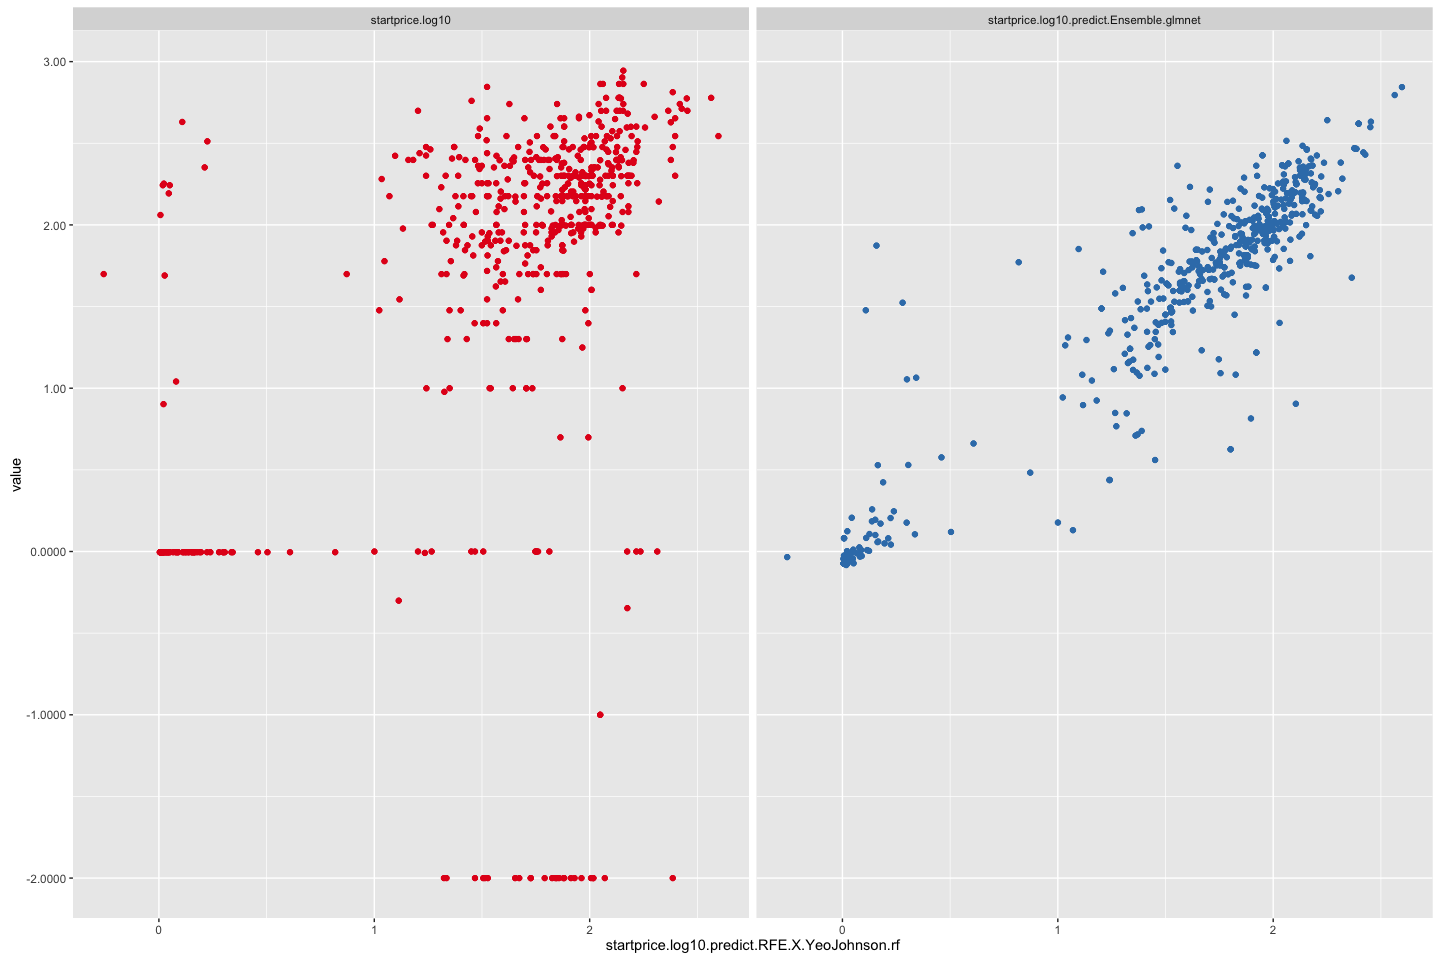 startprice.log10 startprice.log10.predict.Ensemble.glmnet
3.00
2.00
1.00
0.0000
-1.0000
-2.0000
value
0 1 2 0 1 2
startprice.log10.predict.RFE.X.YeoJohnson.rf